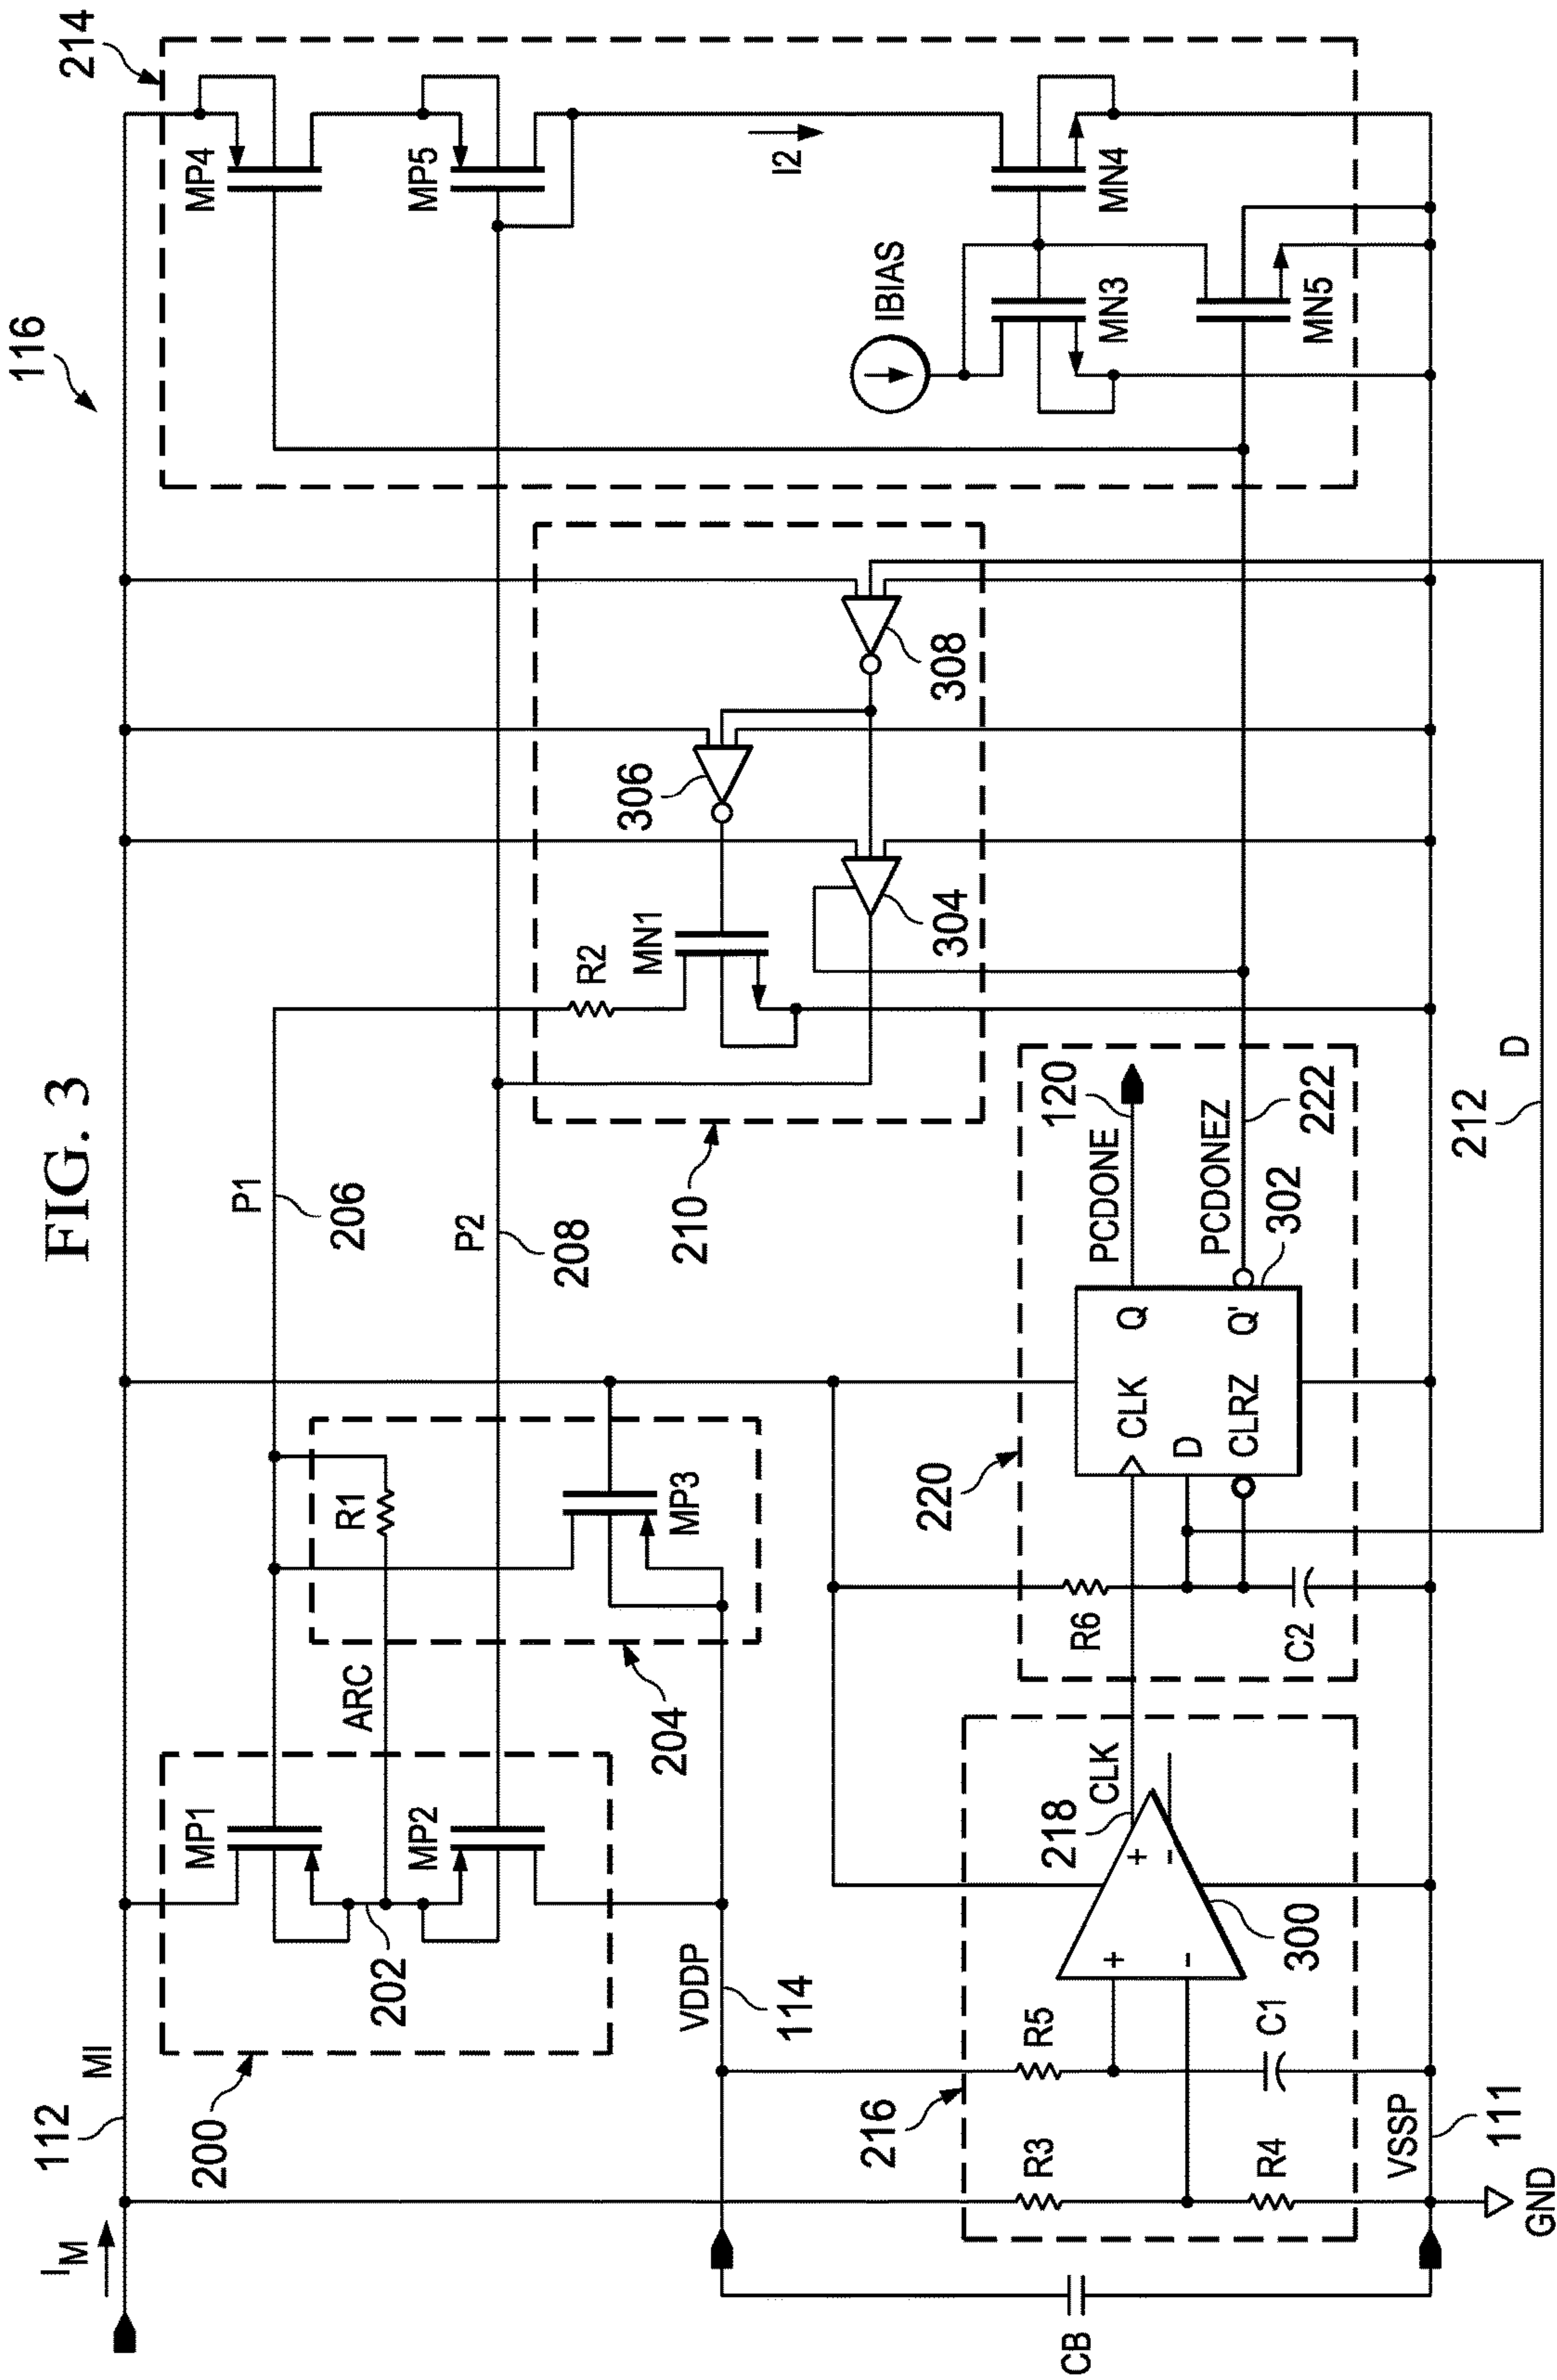 FIG. 3
116
214
MP4
MP5
I2
IBIAS
MN4
MN3
MN5
308
306
304
MN1
R2
210
P1
206
P2
208
PCDONE
120
PCDONEZ
222
302
D
212
Q
Q'
CLK
D
CLRZ
220
R1
MP3
ARC
204
R6
C2
MP1
MP2
202
200
MI
112
IM
VDDP
114
CLK
218
+
-
+
-
300
R5
C1
216
R3
R4
VSSP
111
GND
CB